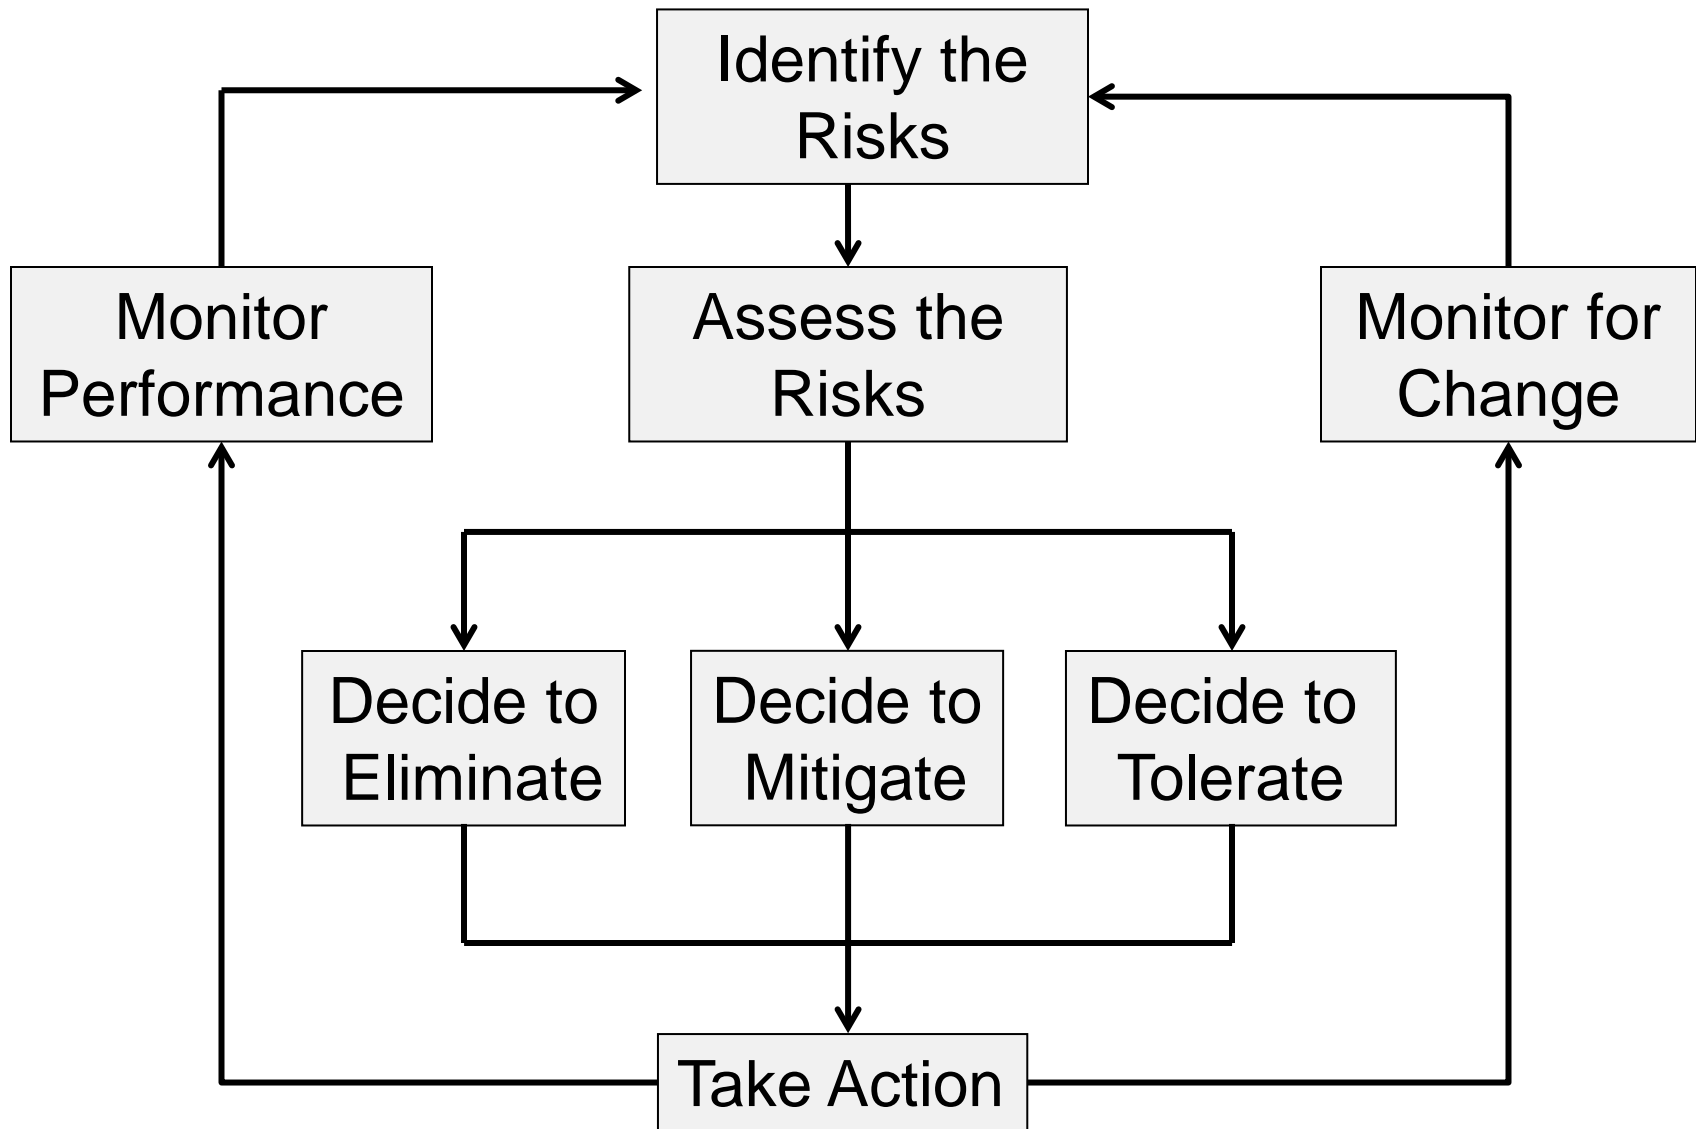 Identify the
Risks
Monitor
Performance
Assess the
Risks
Monitor for
Change
Decide to
Eliminate
Decide to
Mitigate
Decide to
Tolerate
Take Action